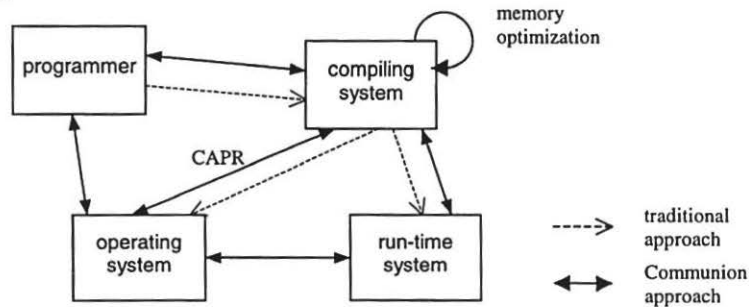 memory
optimization
programmer
compiling
system
CAPR
operating
system
run-time
system
traditional
approach
Communion
approach